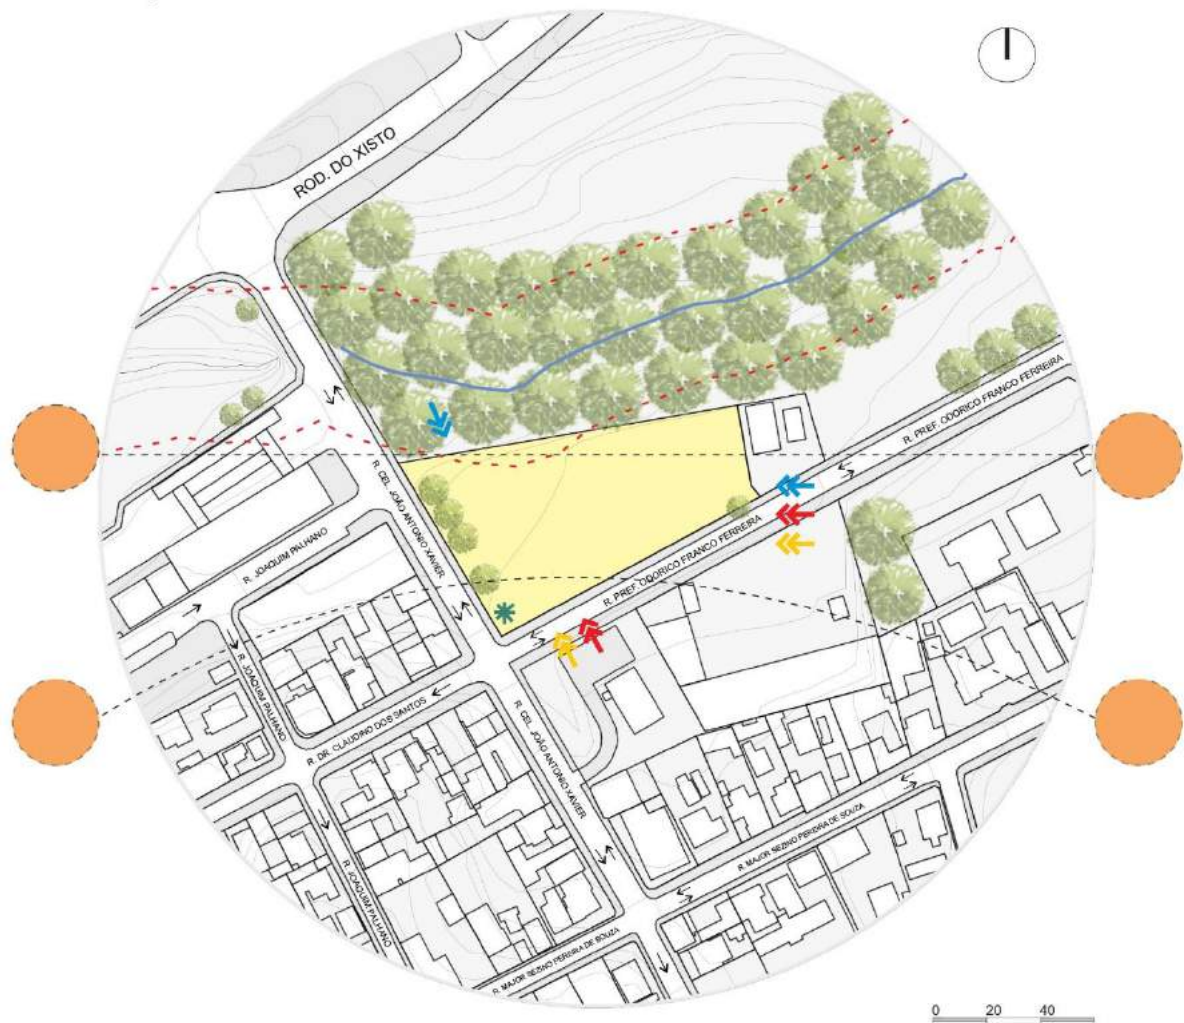 ROD. DO XISTO
R. PREF. ODORICO FRANCO FERREIRA
R. CEL. JOÃO ANTONIO XAVIER
R. JOAQUIM PALHANO
R. PREF. ODORICO FRANCO FERREIRA
R. JOAQUIM PALHANO
R. DR. CLAUDINO DOS SANTOS
R. CEL. JOÃO ANTONIO XAVIER
R. MAJOR SEZINO PEREIRA DE SOUZA
R. JOAQUIM PALHANO
R. MAJOR SEZINO PEREIRA DE SOUZA
0 20 40